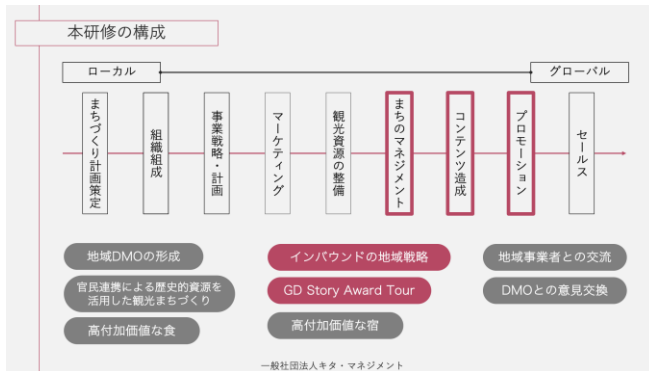 本研修の構成
ローカル
グローバル
まちづくり計画策定
組織組成
事業戦略・計画
マーケティング
観光資源の整備
まちのマネジメント
コンテンツ造成
プロモーション
セールス
地域DMOの形成
インバウンドの地域戦略
地域事業者との交流
官民連携による歴史的資源を
活用した観光まちづくり
GD Story Award Tour
DMOとの意見交換
高付加価値な食
高付加価値な宿
一般社団法人キタ・マネジメント